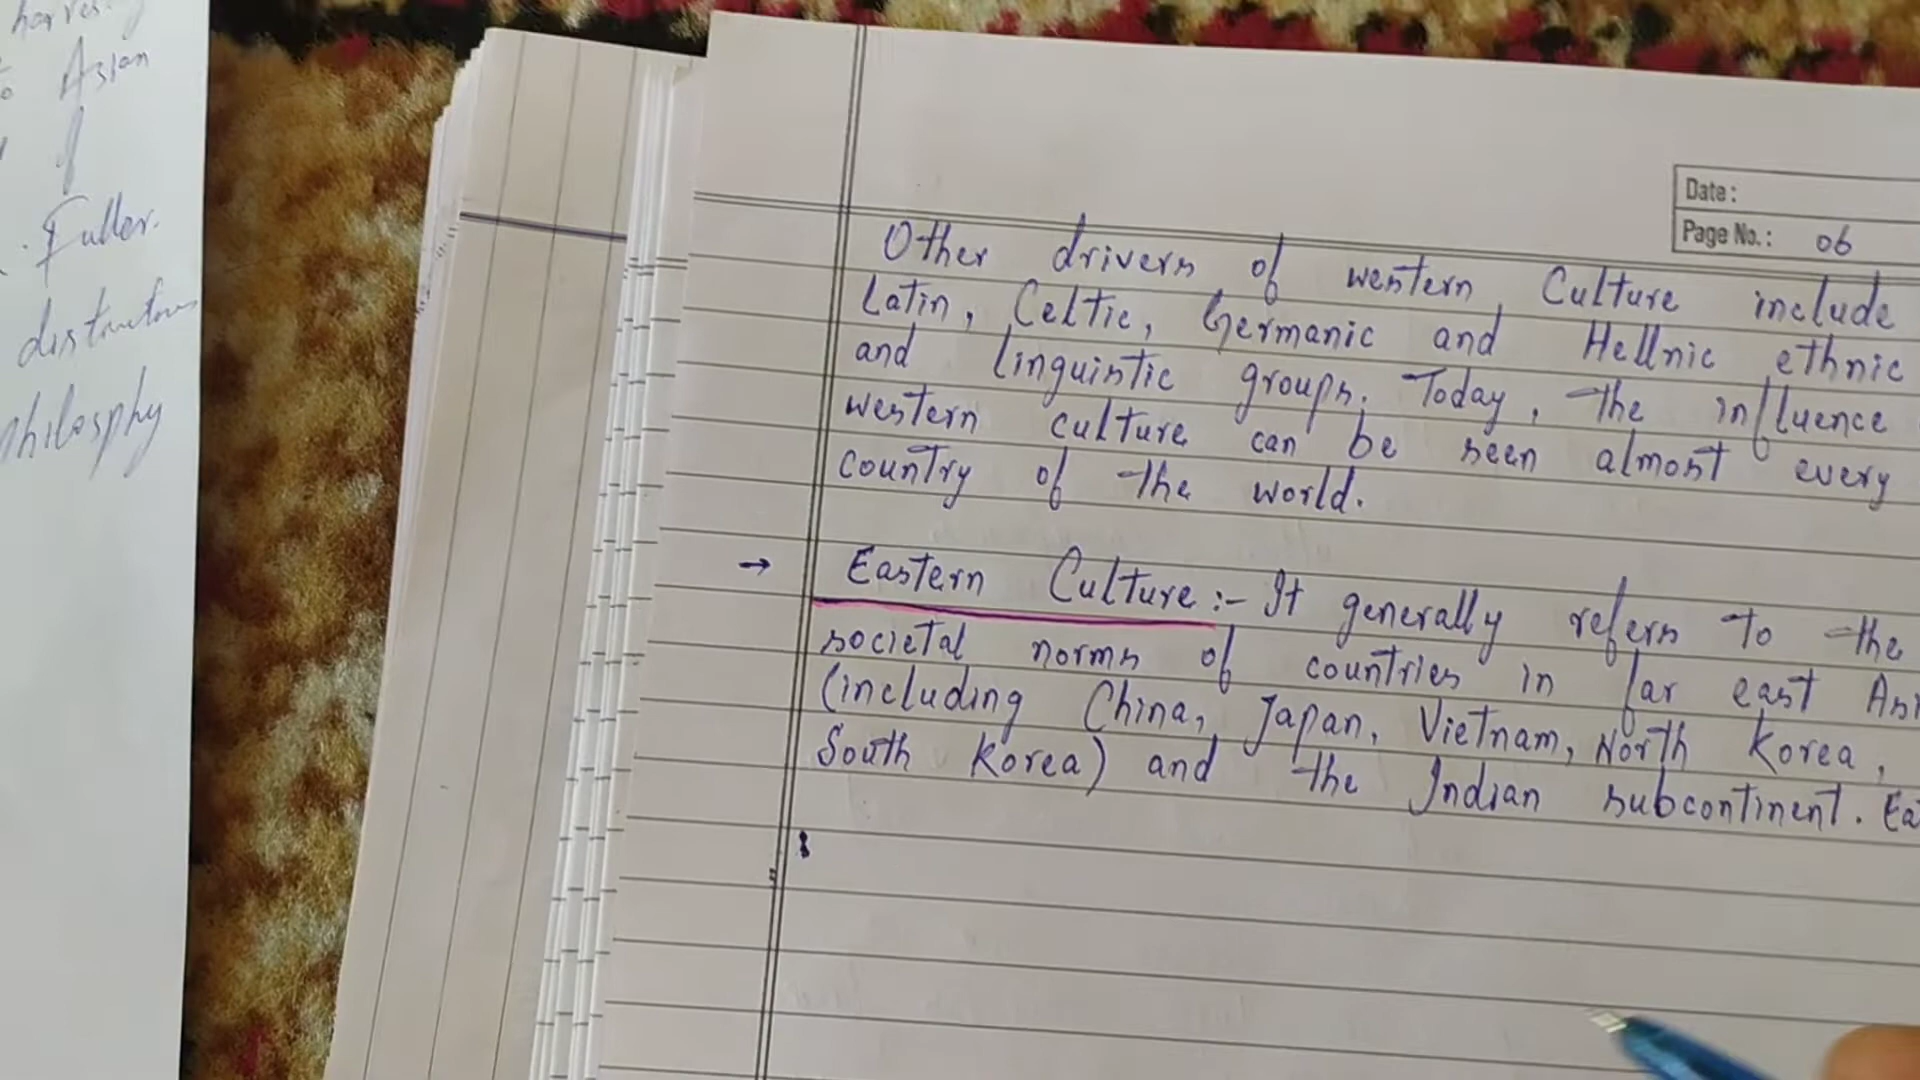 to Asian
of
Fuller.
philosphy
Date:
Page No.: 06
Other drivers of western Culture include
Latin, Celtic, Germanic and Hellnic ethnic
and linguistic groups. Today, the influence
western culture can be seen almost every
country of the world.
→ Eastern Culture :- It generally refers to the
societal norms of countries in far east
(including China, Japan, Vietnam, North Korea,
South Korea) and the Indian subcontinent.